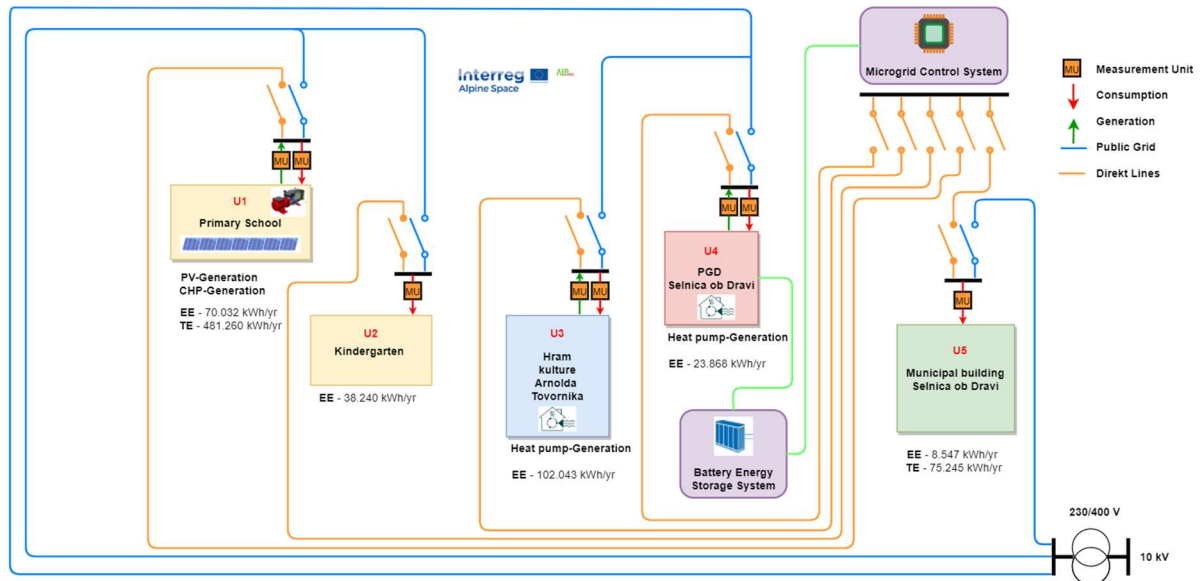 Interreg
Alpine Space
Microgrid Control System
MU
Measurement Unit
Consumption
Generation
Public Grid
Direkt Lines
MU
MU
U1
Primary School
PV-Generation
CHP-Generation
EE - 70.032 kWh/yr
TE - 481.260 kWh/yr
MU
U2
Kindergarten
EE - 38.240 kWh/yr
MU
MU
U3
Hram
kulture
Arnolda
Tovornika
Heat pump-Generation
EE - 102.043 kWh/yr
MU
MU
U4
PGD
Selnica ob Dravi
Heat pump-Generation
EE - 23.868 kWh/yr
Battery Energy
Storage System
MU
U5
Municipal building
Selnica ob Dravi
EE - 8.547 kWh/yr
TE - 75.245 kWh/yr
230/400 V
10 kV